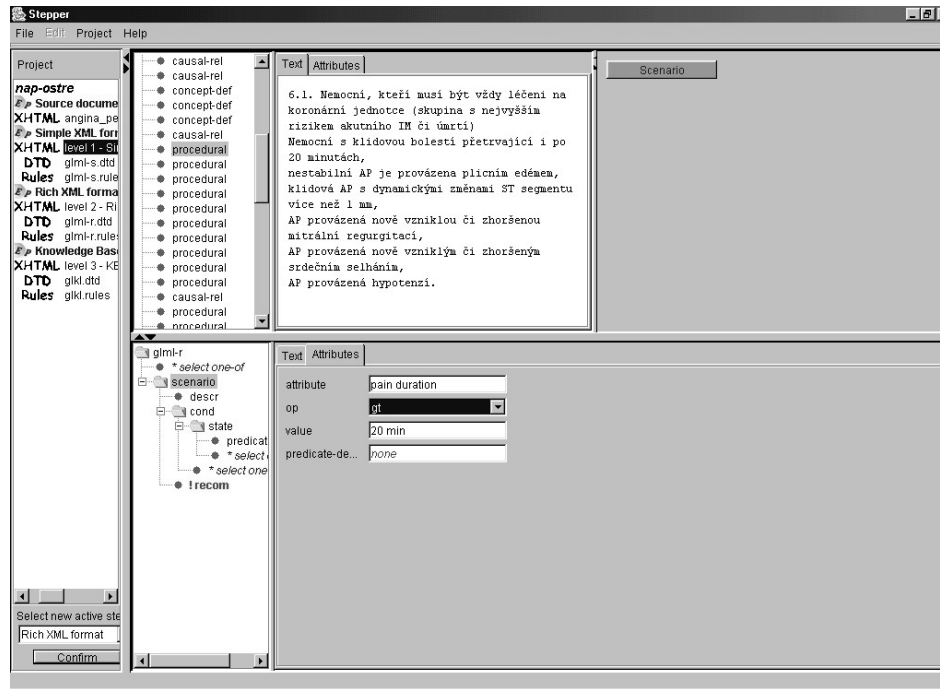 Stepper
File Edit Project Help
Project
nap-ostre
Source docume
XHTML angina_pe
Simple XML forr
XHTML level 1 - Si
DTD glml-s.dtd
Rules glml-s.rule
Rich XML forma
XHTML level 2 - Ri
DTD glml-r.dtd
Rules glml-r.rule
Knowledge Bas
XHTML level 3 - KE
DTD glkl.dtd
Rules glkl.rules
Select new active ste
Rich XML format
Confirm
causal-rel
causal-rel
concept-def
concept-def
concept-def
causal-rel
procedural
procedural
procedural
procedural
procedural
procedural
procedural
procedural
procedural
procedural
causal-rel
procedural
procedural
Text Attributes
6.1. Nemocní, kteří musí být vždy léčeni na
koronární jednotce (skupina s nejvyšším
rizikem akutního IM či úmrtí)
Nemocní s klidovou bolestí přetrvající i po
20 minutách,
nestabilní AP je provázena plicním edémem,
klidová AP s dynamickými změnami ST segmentu
více než 1 mm,
AP provázená nově vzniklou či zhoršenou
mitrální regurgitací,
AP provázená nově vzniklým či zhoršeným
srdečním selháním,
AP provázená hypotenzí.
Scenario
glml-r
* select one-of
scenario
descr
cond
state
predicat
* select
* select one
! recom
Text Attributes
attribute pain duration
op gt
value 20 min
predicate-de... none